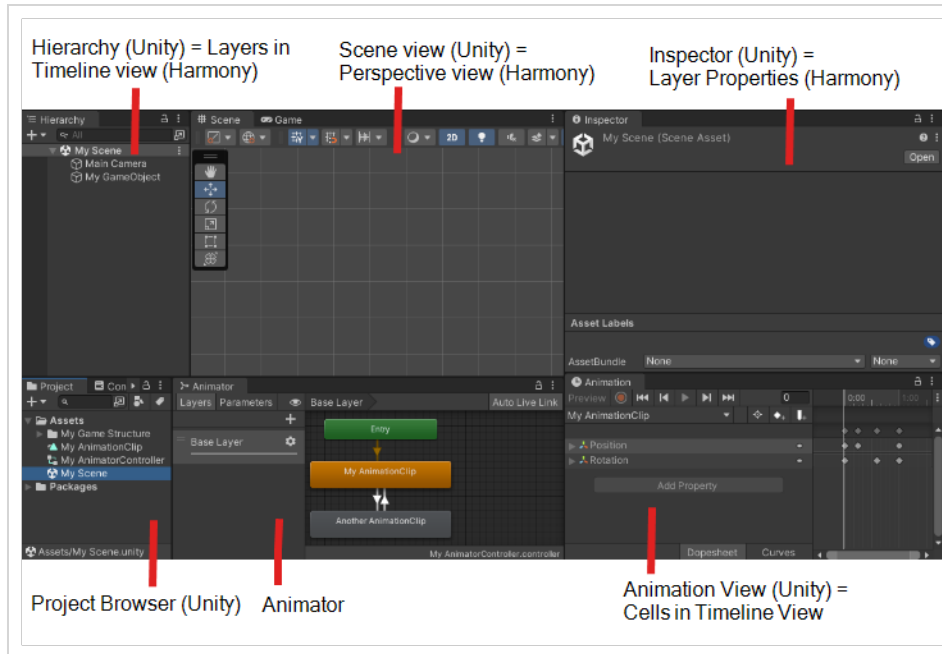 Hierarchy (Unity) = Layers in
Timeline view (Harmony)
Scene view (Unity) =
Perspective view (Harmony)
Inspector (Unity) =
Layer Properties (Harmony)
Hierarchy
All
My Scene
Main Camera
My GameObject
Scene Game
2D
Inspector
My Scene (Scene Asset)
Open
Asset Labels
AssetBundle None None
Project Con
Assets
My Game Structure
My AnimationClip
My AnimatorController
My Scene
Packages
Assets/My Scene.unity
Animator
Layers Parameters Base Layer Auto Live Link
Base Layer
Entry
My AnimationClip
Another AnimationClip
My AnimatorController.controller
Animation
Preview 0 0:00 1:00
My AnimationClip
Position
Rotation
Add Property
Dopesheet Curves
Project Browser (Unity)
Animator
Animation View (Unity) =
Cells in Timeline View